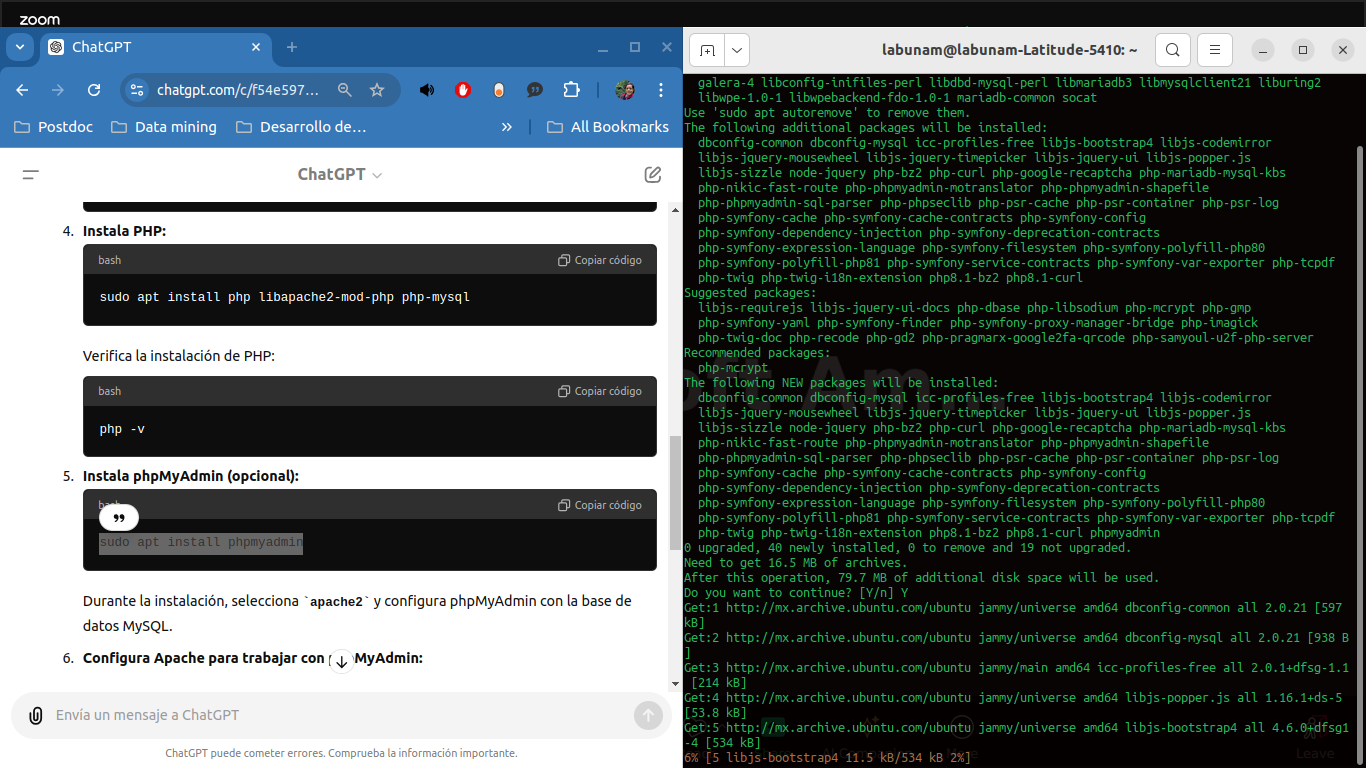 zoom
ChatGPT
chatgpt.com/c/f54e597...
Postdoc
Data mining
Desarrollo de...
»
All Bookmarks
ChatGPT
4. Instala PHP:
bash
Copiar código
sudo apt install php libapache2-mod-php php-mysql
Verifica la instalación de PHP:
bash
Copiar código
php -v
5. Instala phpMyAdmin (opcional):
bash
Copiar código
sudo apt install phpmyadmin
Durante la instalación, selecciona `apache2` y configura phpMyAdmin con la base de
datos MySQL.
6. Configura Apache para trabajar con MyAdmin:
Envía un mensaje a ChatGPT
ChatGPT puede cometer errores. Comprueba la información importante.
labunam@labunam-Latitude-5410: ~
galera-4 libconfig-inifiles-perl libdbd-mysql-perl libmariadb3 libmysqlclient21 liburing2
libwpe-1.0-1 libwpebackend-fdo-1.0-1 mariadb-common socat
Use 'sudo apt autoremove' to remove them.
The following additional packages will be installed:
dbconfig-common dbconfig-mysql icc-profiles-free libjs-bootstrap4 libjs-codemirror
libjs-jquery-mousewheel libjs-jquery-timepicker libjs-jquery-ui libjs-popper.js
libjs-sizzle node-jquery php-bz2 php-curl php-google-recaptcha php-mariadb-mysql-kbs
php-nikic-fast-route php-phpmyadmin-motranslator php-phpmyadmin-shapefile
php-phpmyadmin-sql-parser php-phpseclib php-psr-cache php-psr-container php-psr-log
php-symfony-cache php-symfony-cache-contracts php-symfony-config
php-symfony-dependency-injection php-symfony-deprecation-contracts
php-symfony-expression-language php-symfony-filesystem php-symfony-polyfill-php80
php-symfony-polyfill-php81 php-symfony-service-contracts php-symfony-var-exporter php-tcpdf
php-twig php-twig-i18n-extension php8.1-bz2 php8.1-curl
Suggested packages:
libjs-requirejs libjs-jquery-ui-docs php-dbase php-libsodium php-mcrypt php-gmp
php-symfony-yaml php-symfony-finder php-symfony-proxy-manager-bridge php-imagick
php-twig-doc php-recode php-gd2 php-pragmarx-google2fa-qrcode php-samyoul-u2f-php-server
Recommended packages:
php-mcrypt
The following NEW packages will be installed:
dbconfig-common dbconfig-mysql icc-profiles-free libjs-bootstrap4 libjs-codemirror
libjs-jquery-mousewheel libjs-jquery-timepicker libjs-jquery-ui libjs-popper.js
libjs-sizzle node-jquery php-bz2 php-curl php-google-recaptcha php-mariadb-mysql-kbs
php-nikic-fast-route php-phpmyadmin-motranslator php-phpmyadmin-shapefile
php-phpmyadmin-sql-parser php-phpseclib php-psr-cache php-psr-container php-psr-log
php-symfony-cache php-symfony-cache-contracts php-symfony-config
php-symfony-dependency-injection php-symfony-deprecation-contracts
php-symfony-expression-language php-symfony-filesystem php-symfony-polyfill-php80
php-symfony-polyfill-php81 php-symfony-service-contracts php-symfony-var-exporter php-tcpdf
php-twig php-twig-i18n-extension php8.1-bz2 php8.1-curl phpmyadmin
0 upgraded, 40 newly installed, 0 to remove and 19 not upgraded.
Need to get 16.5 MB of archives.
After this operation, 79.7 MB of additional disk space will be used.
Do you want to continue? [Y/n] Y
Get:1 http://mx.archive.ubuntu.com/ubuntu jammy/universe amd64 dbconfig-common all 2.0.21 [597
kB]
Get:2 http://mx.archive.ubuntu.com/ubuntu jammy/universe amd64 dbconfig-mysql all 2.0.21 [938 B
]
Get:3 http://mx.archive.ubuntu.com/ubuntu jammy/main amd64 icc-profiles-free all 2.0.1+dfsg-1.1
[214 kB]
Get:4 http://mx.archive.ubuntu.com/ubuntu jammy/universe amd64 libjs-popper.js all 1.16.1+ds-5
[53.8 kB]
Get:5 http://mx.archive.ubuntu.com/ubuntu jammy/universe amd64 libjs-bootstrap4 all 4.6.0+dfsg1
-4 [534 kB]
6% [5 libjs-bootstrap4 11.5 kB/534 kB 2%]
Leave